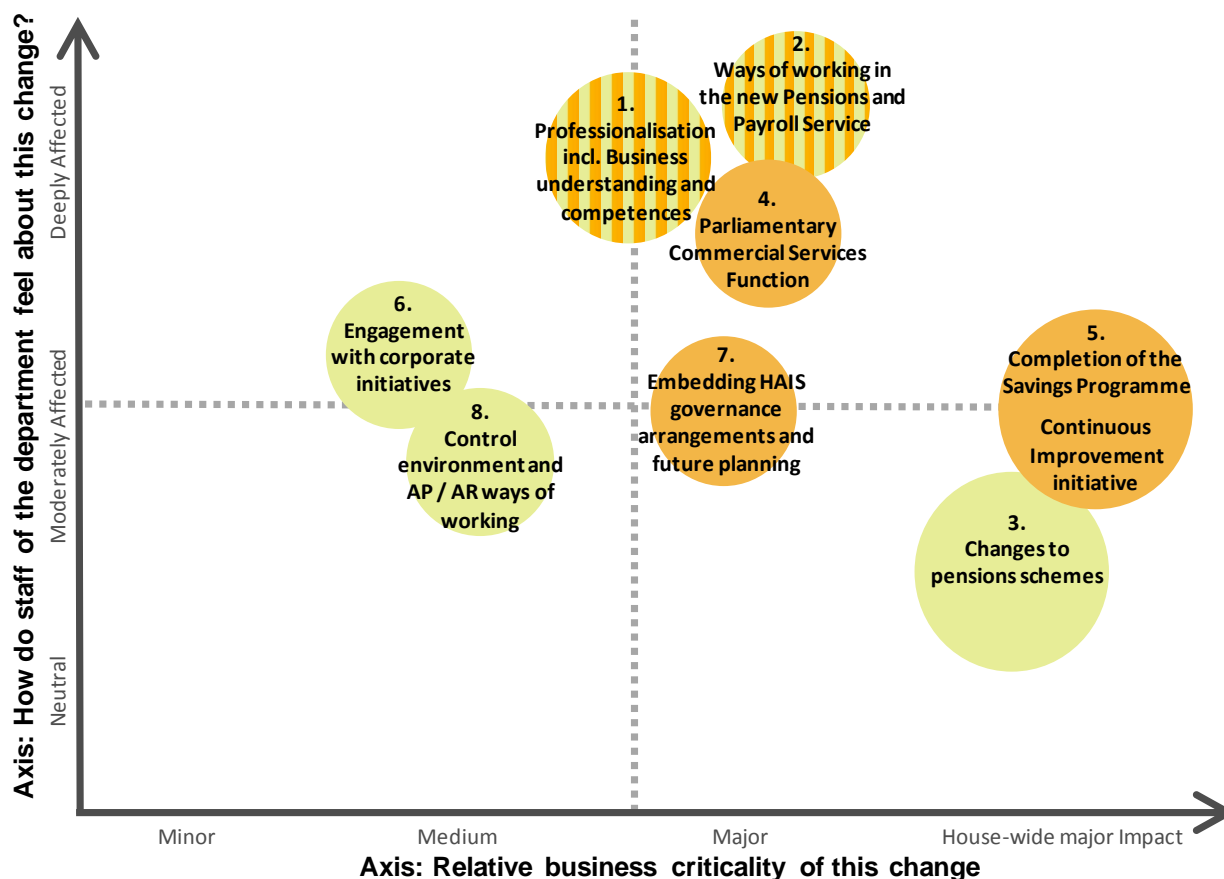 Axis: How do staff of the department feel about this change?
Deeply Affected
Moderately Affected
Neutral
1.
Professionalisation
incl. Business
understanding and
competences
2.
Ways of working in
the new Pensions and
Payroll Service
4.
Parliamentary
Commercial Services
Function
6.
Engagement
with corporate
initiatives
8.
Control
environment and
AP / AR ways of
working
7.
Embedding HAIS
governance
arrangements and
future planning
5.
Completion of the
Savings Programme
Continuous
Improvement
initiative
3.
Changes to
pensions schemes
Minor
Medium
Major
House-wide major Impact
Axis: Relative business criticality of this change